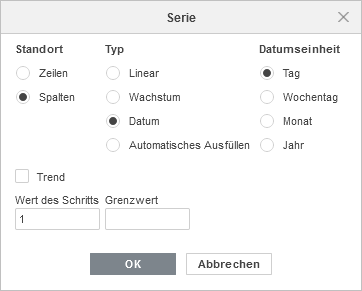 Serie
Standort Typ Datumseinheit
Zeilen Linear Tag
Spalten Wachstum Wochentag
Datum Monat
Automatisches Ausfüllen Jahr
Trend
Wert des Schritts Grenzwert
1
OK Abbrechen